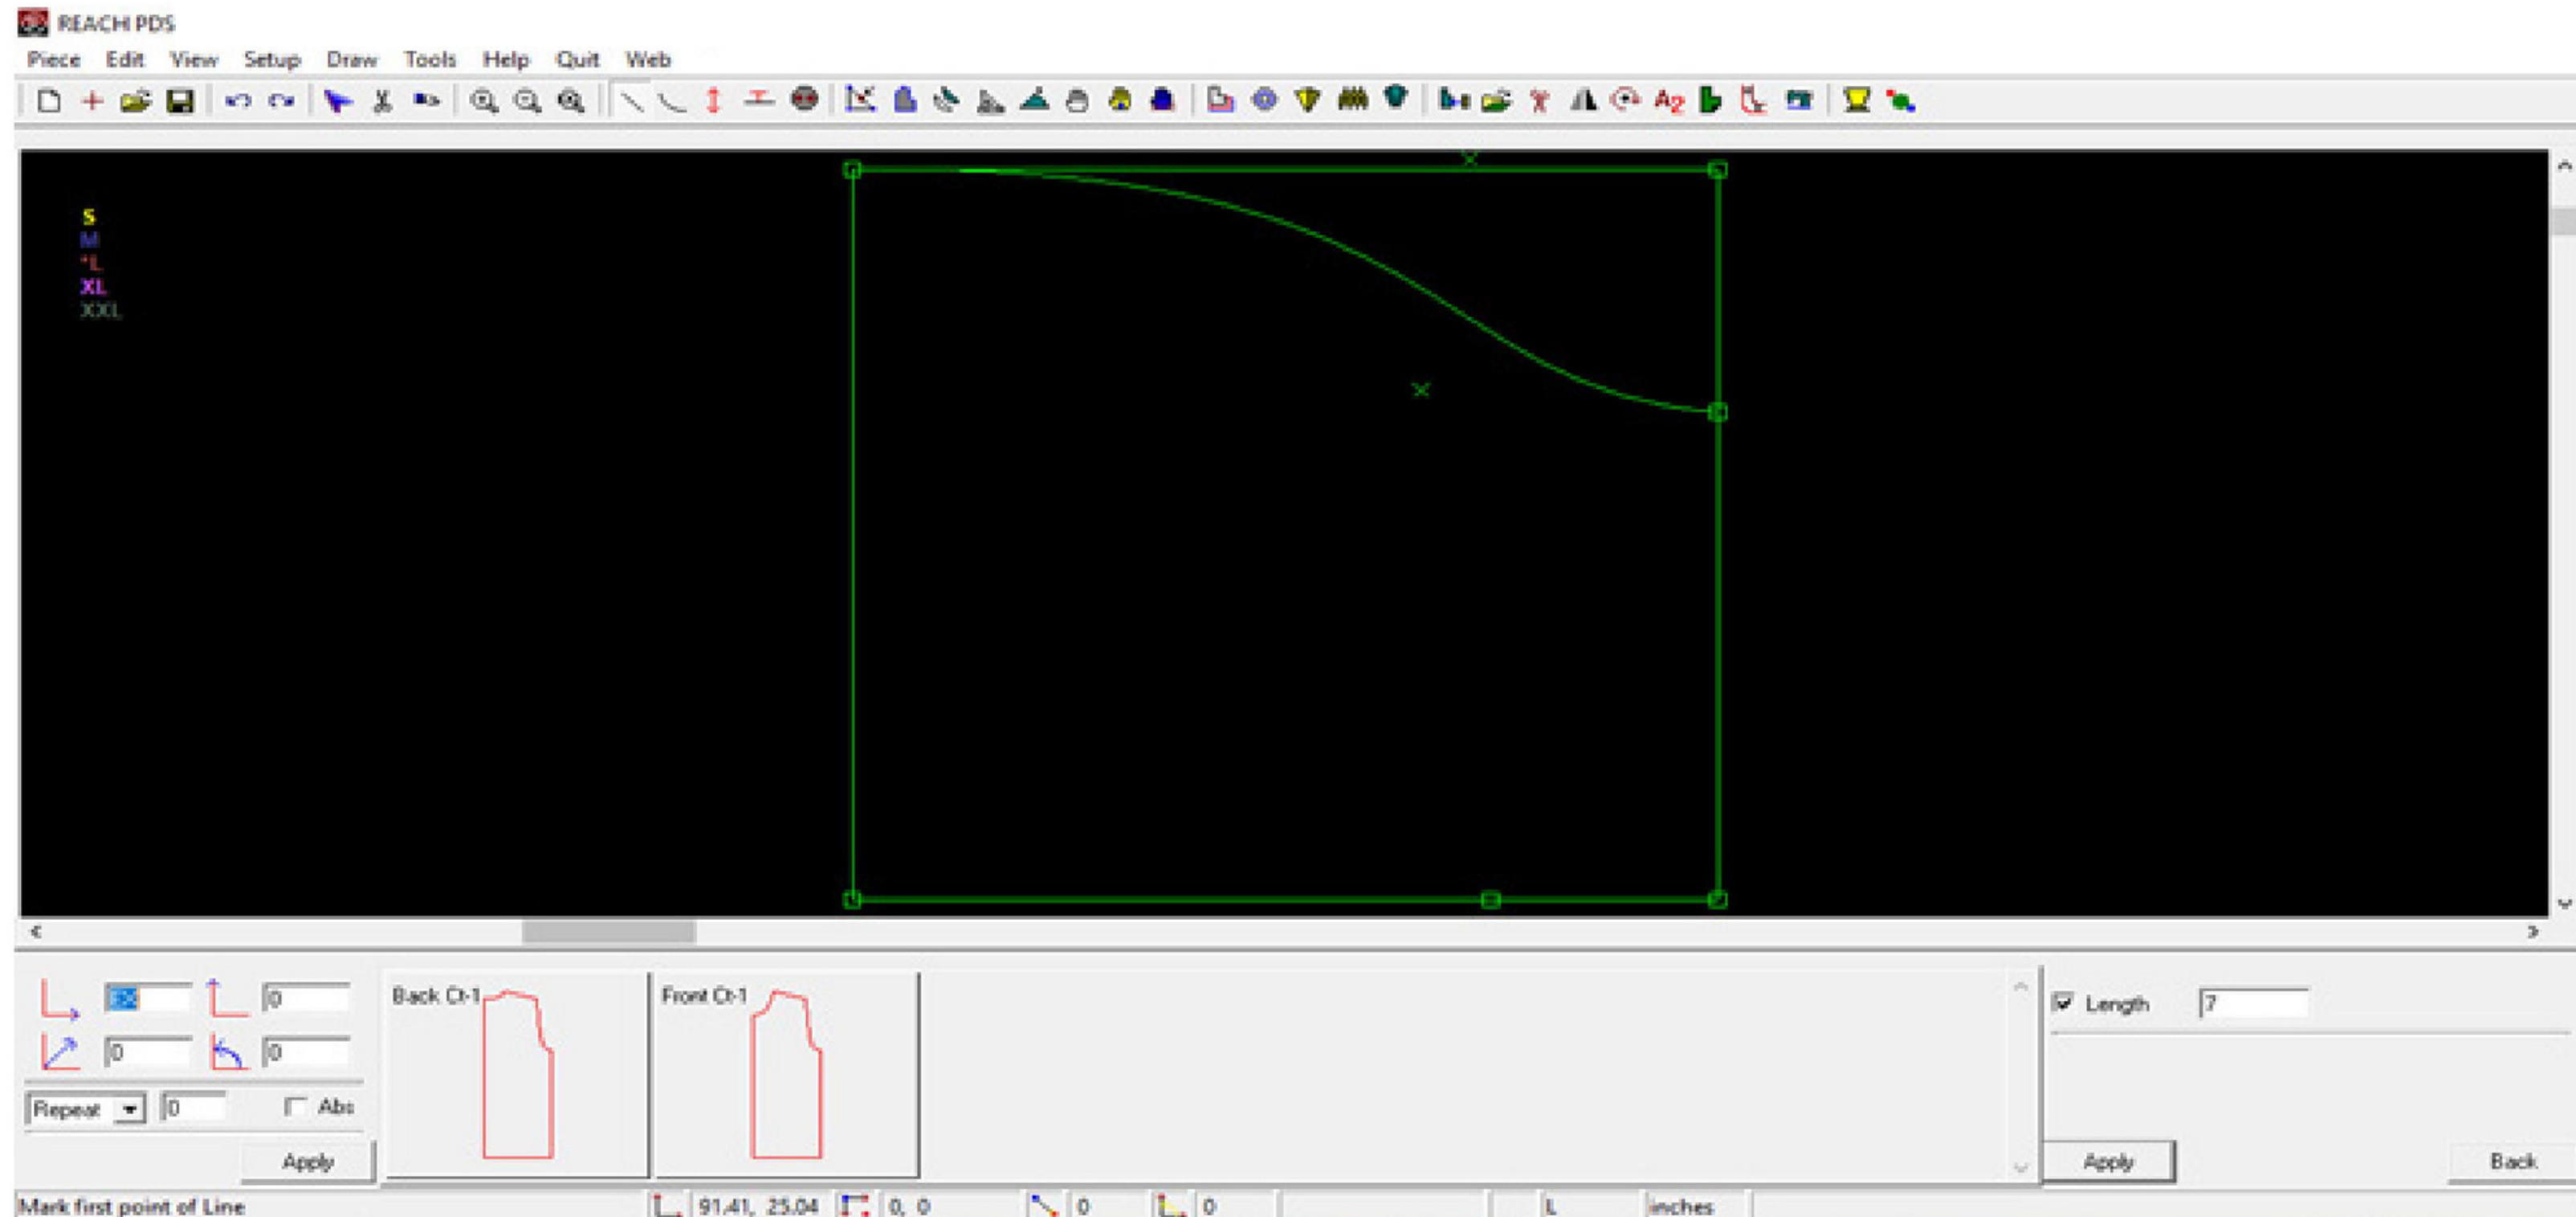 REACH PDS
Piece Edit View Setup Draw Tools Help Quit Web
A2
S
M
*L
XL
XXL
0
Back Ct-1
Front Ct-1
Length 7
0 0
Repeat 0 Abs
Apply
Apply
Back
Mark first point of Line 91.41, 25.04 0, 0 0 0 L inches